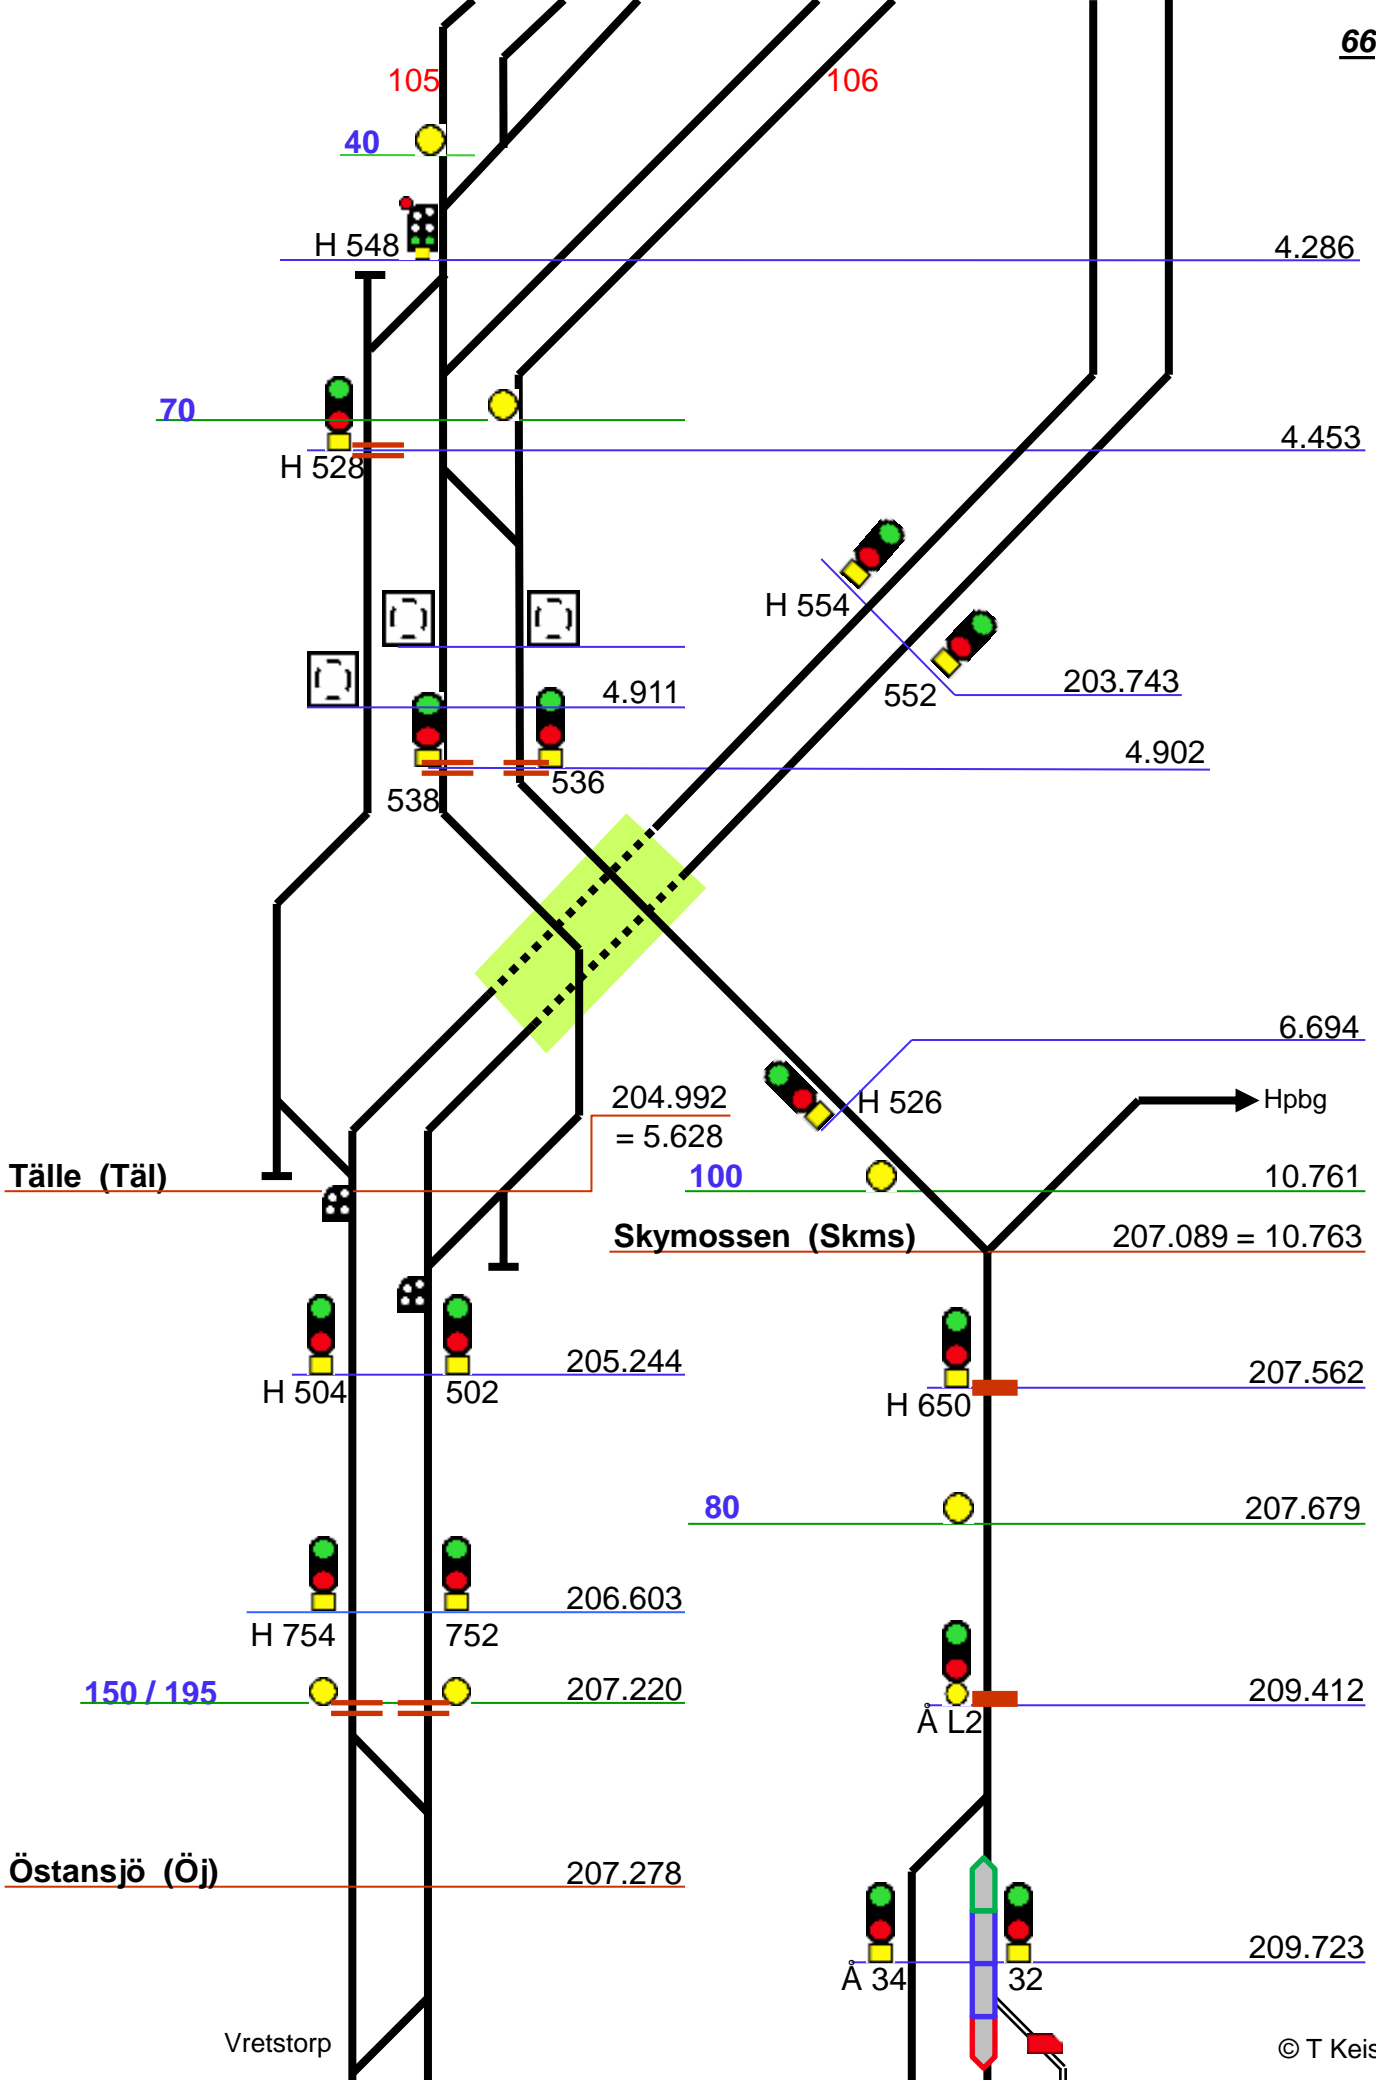 66
105
106
40
H 548
4.286
70
4.453
H 528
H 554
203.743
552
4.911
4.902
536
538
6.694
204.992
H 526
Hpbg
= 5.628
Tälle (Täl)
100
10.761
Skymossen (Skms)
207.089 = 10.763
205.244
H 504
502
207.562
H 650
80
207.679
206.603
H 754
752
150 / 195
207.220
209.412
Å L2
Östansjö (Öj)
207.278
209.723
Å 34
32
Vretstorp
© T Keis